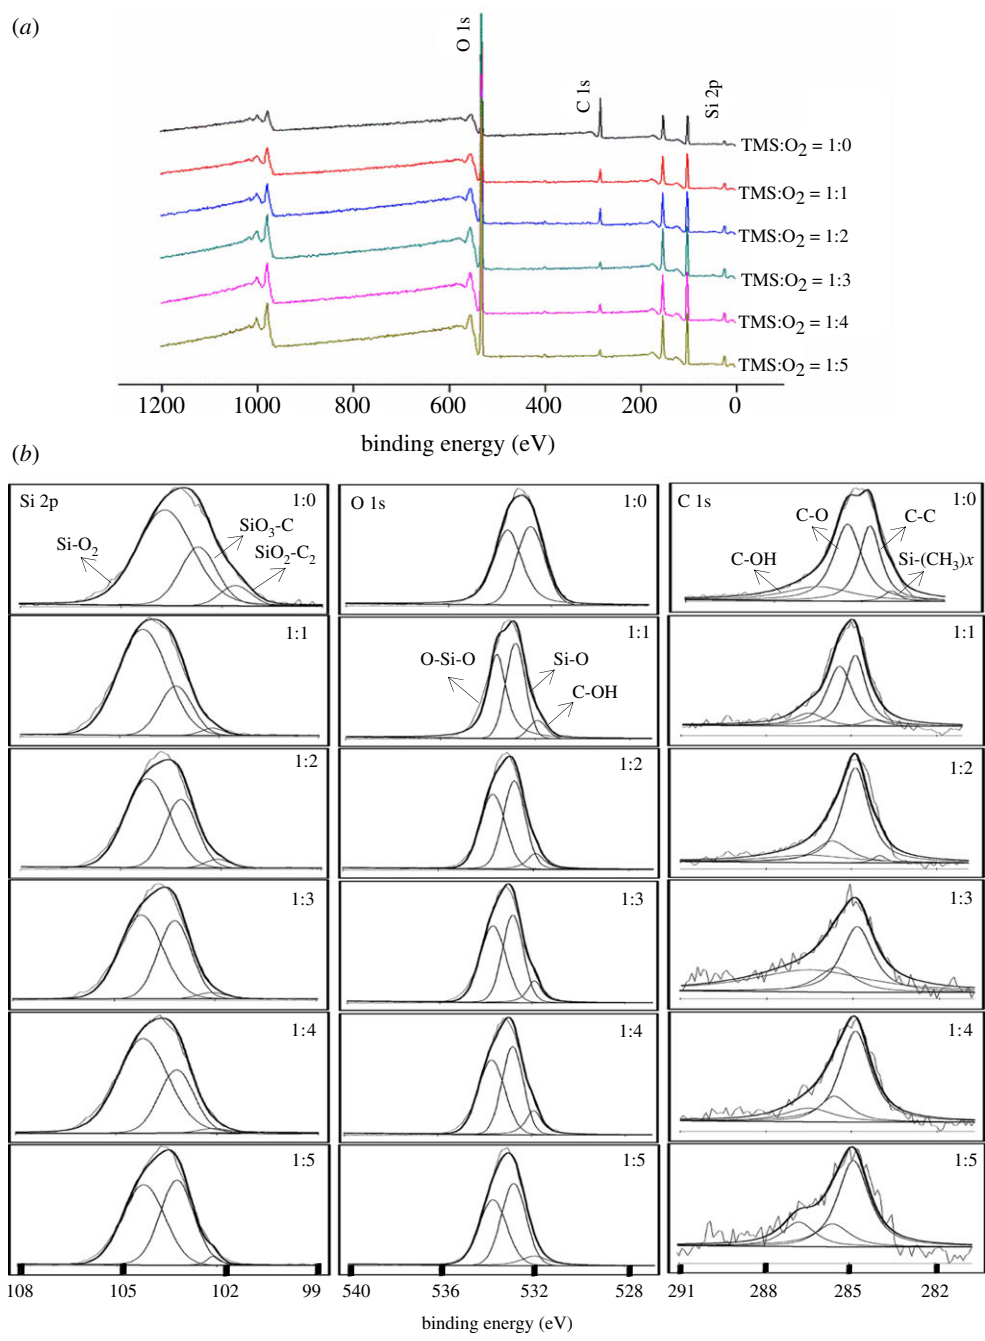 (a)
O 1s
C 1s
Si 2p
TMS:O2 = 1:0
TMS:O2 = 1:1
TMS:O2 = 1:2
TMS:O2 = 1:3
TMS:O2 = 1:4
TMS:O2 = 1:5
1200 1000 800 600 400 200 0
binding energy (eV)
(b)
Si 2p 1:0
Si-O2
SiO3-C
SiO2-C2
1:1
1:2
1:3
1:4
1:5
108 105 102 99
O 1s 1:0
1:1
O-Si-O
Si-O
C-OH
1:2
1:3
1:4
1:5
540 536 532 528
C 1s 1:0
C-O
C-C
C-OH
Si-(CH3)x
1:1
1:2
1:3
1:4
1:5
291 288 285 282
binding energy (eV)